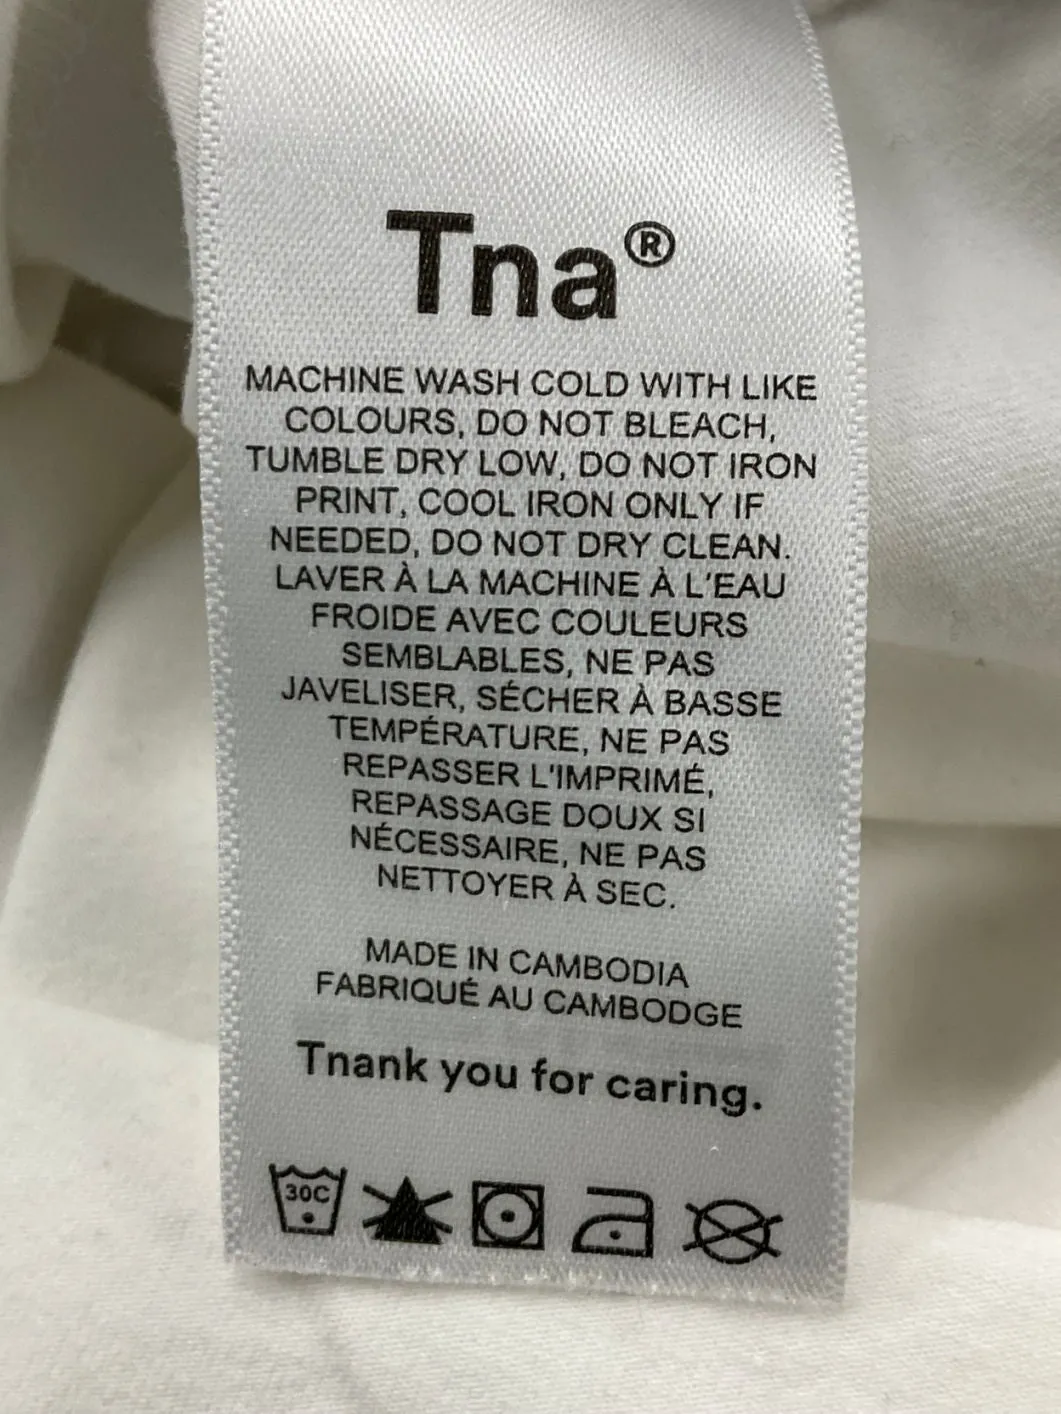 Tna®
MACHINE WASH COLD WITH LIKE
COLOURS, DO NOT BLEACH,
TUMBLE DRY LOW, DO NOT IRON
PRINT, COOL IRON ONLY IF
NEEDED, DO NOT DRY CLEAN.
LAVER À LA MACHINE À L'EAU
FROIDE AVEC COULEURS
SEMBLABLES, NE PAS
JAVELISER, SÉCHER À BASSE
TEMPÉRATURE, NE PAS
REPASSER L'IMPRIMÉ,
REPASSAGE DOUX SI
NÉCESSAIRE, NE PAS
NETTOYER À SEC.
MADE IN CAMBODIA
FABRIQUÉ AU CAMBODGE
Tnank you for caring.
30C